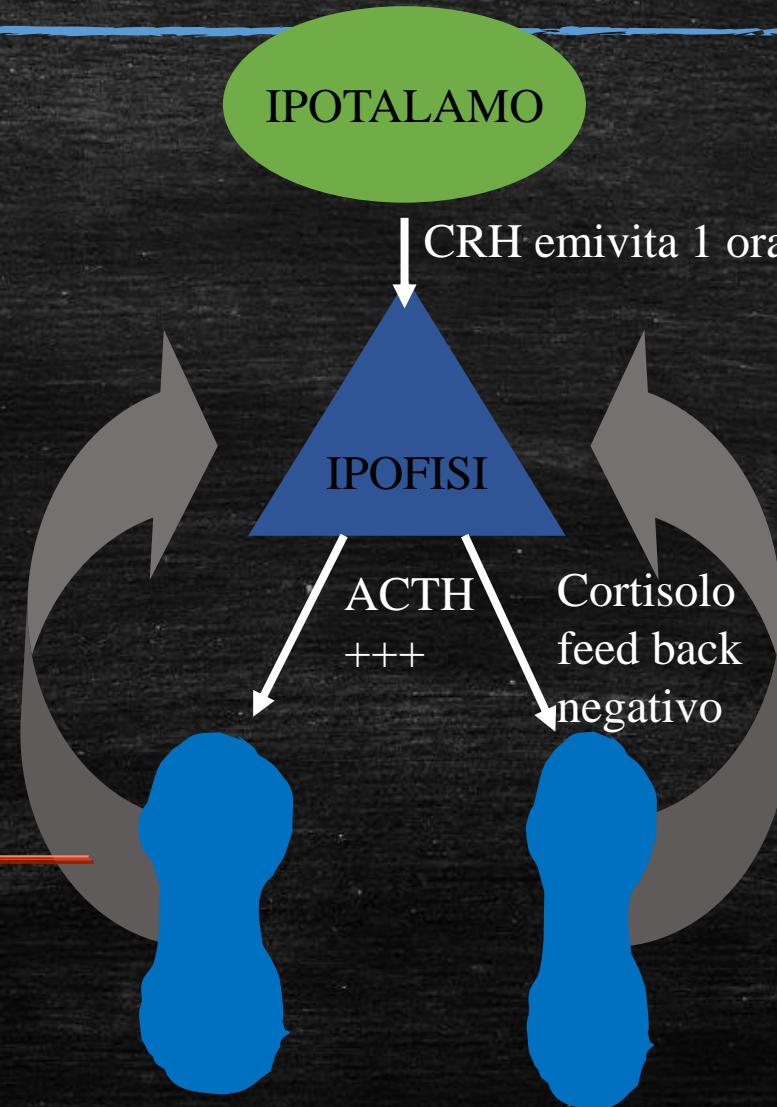 IPOTALAMO
CRH emivita 1 ora
IPOFISI
ACTH
+++
Cortisolo
feed back
negativo